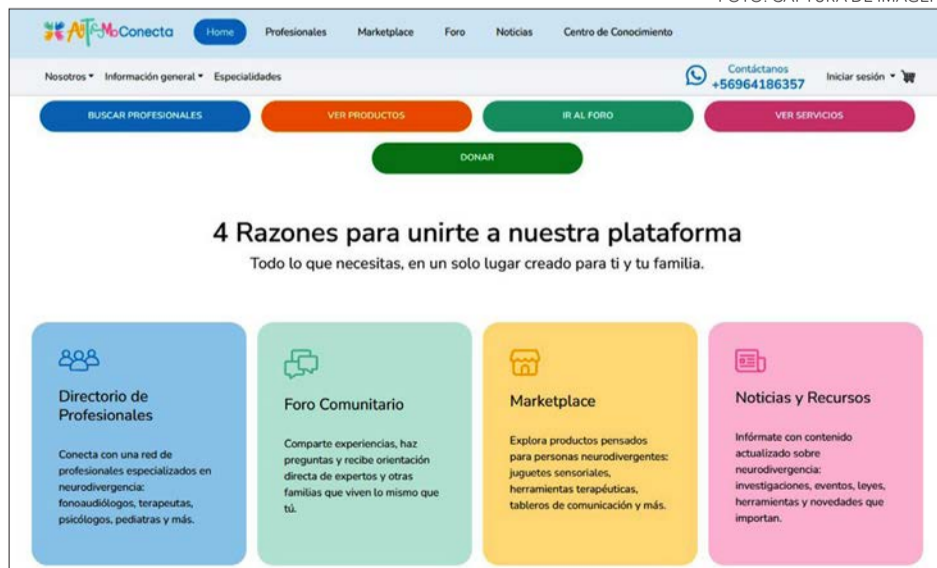 FOTO: CAPTURA DE IMAGEN
AuTisMoConecta
Home Profesionales Marketplace Foro Noticias Centro de Conocimiento
Nosotros Información general Especialidades
Contáctanos
+56964186357
Iniciar sesión
BUSCAR PROFESIONALES VER PRODUCTOS IR AL FORO VER SERVICIOS
DONAR
4 Razones para unirte a nuestra plataforma
Todo lo que necesitas, en un solo lugar creado para ti y tu familia.
Directorio de
Profesionales
Conecta con una red de
profesionales especializados en
neurodivergencia:
fonoaudiólogos, terapeutas,
psicólogos, pediatras y más.
Foro Comunitario
Comparte experiencias, haz
preguntas y recibe orientación
directa de expertos y otras
familias que viven lo mismo que
tú.
Marketplace
Explora productos pensados
para personas neurodivergentes:
juguetes sensoriales,
herramientas terapéuticas,
tableros de comunicación y más.
Noticias y Recursos
Infórmate con contenido
actualizado sobre
neurodivergencia:
investigaciones, eventos, leyes,
herramientas y novedades que
importan.